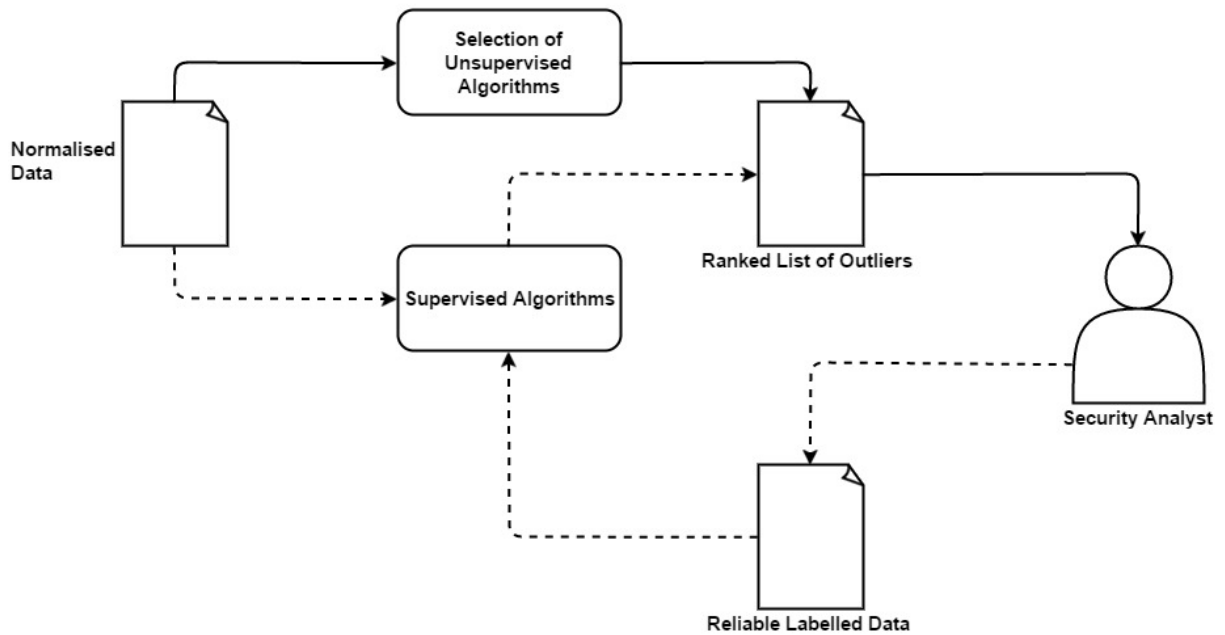 Selection of
Unsupervised
Algorithms
Normalised
Data
Ranked List of Outliers
Supervised Algorithms
Security Analyst
Reliable Labelled Data